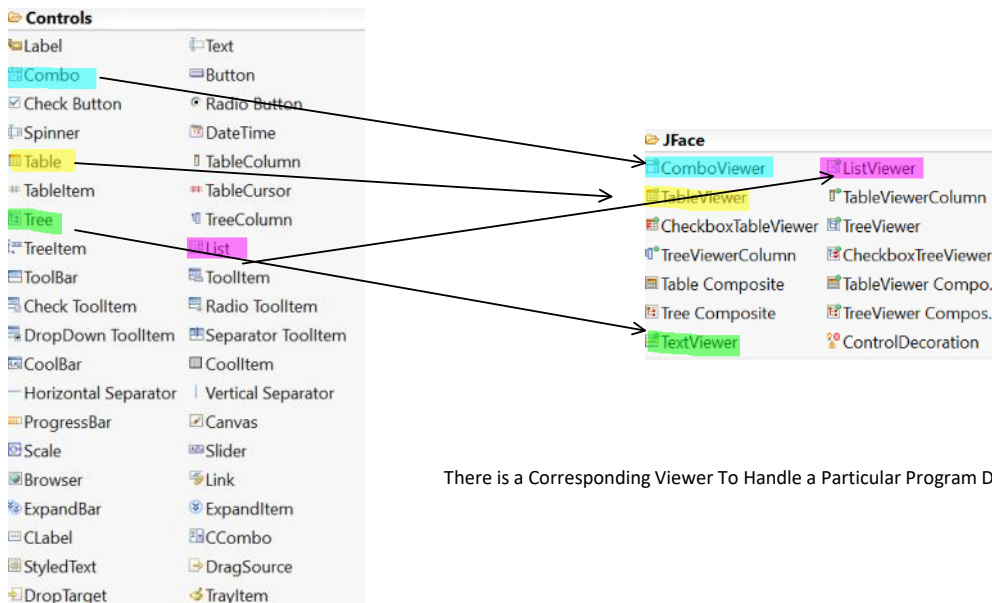 Controls
Label Text
Combo Button
Check Button Radio Button
Spinner DateTime
Table TableColumn
TableItem TableCursor
Tree TreeColumn
TreeItem List
ToolBar ToolItem
Check ToolItem Radio ToolItem
DropDown ToolItem Separator ToolItem
CoolBar CoolItem
Horizontal Separator Vertical Separator
ProgressBar Canvas
Scale Slider
Browser Link
ExpandBar ExpandItem
CLabel CCombo
StyledText DragSource
DropTarget TrayItem
JFace
ComboViewer ListViewer
TableViewer TableViewerColumn
CheckboxTableViewer TreeViewer
TreeViewerColumn CheckboxTreeViewer
Table Composite TableViewer Compo.
Tree Composite TreeViewer Compos.
TextViewer ControlDecoration
There is a Corresponding Viewer To Handle a Particular Program D